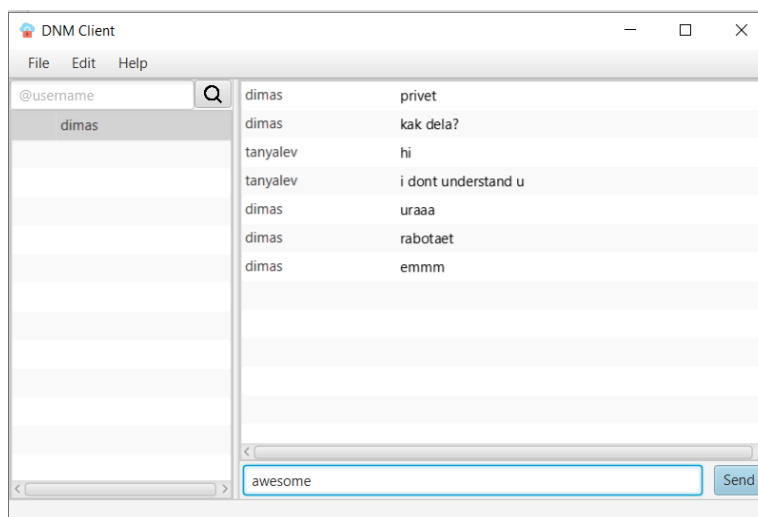 DNM Client
File Edit Help
@username
dimas
dimas privet
dimas kak dela?
tanyalev hi
tanyalev i dont understand u
dimas uraaa
dimas rabotaet
dimas emmm
awesome Send